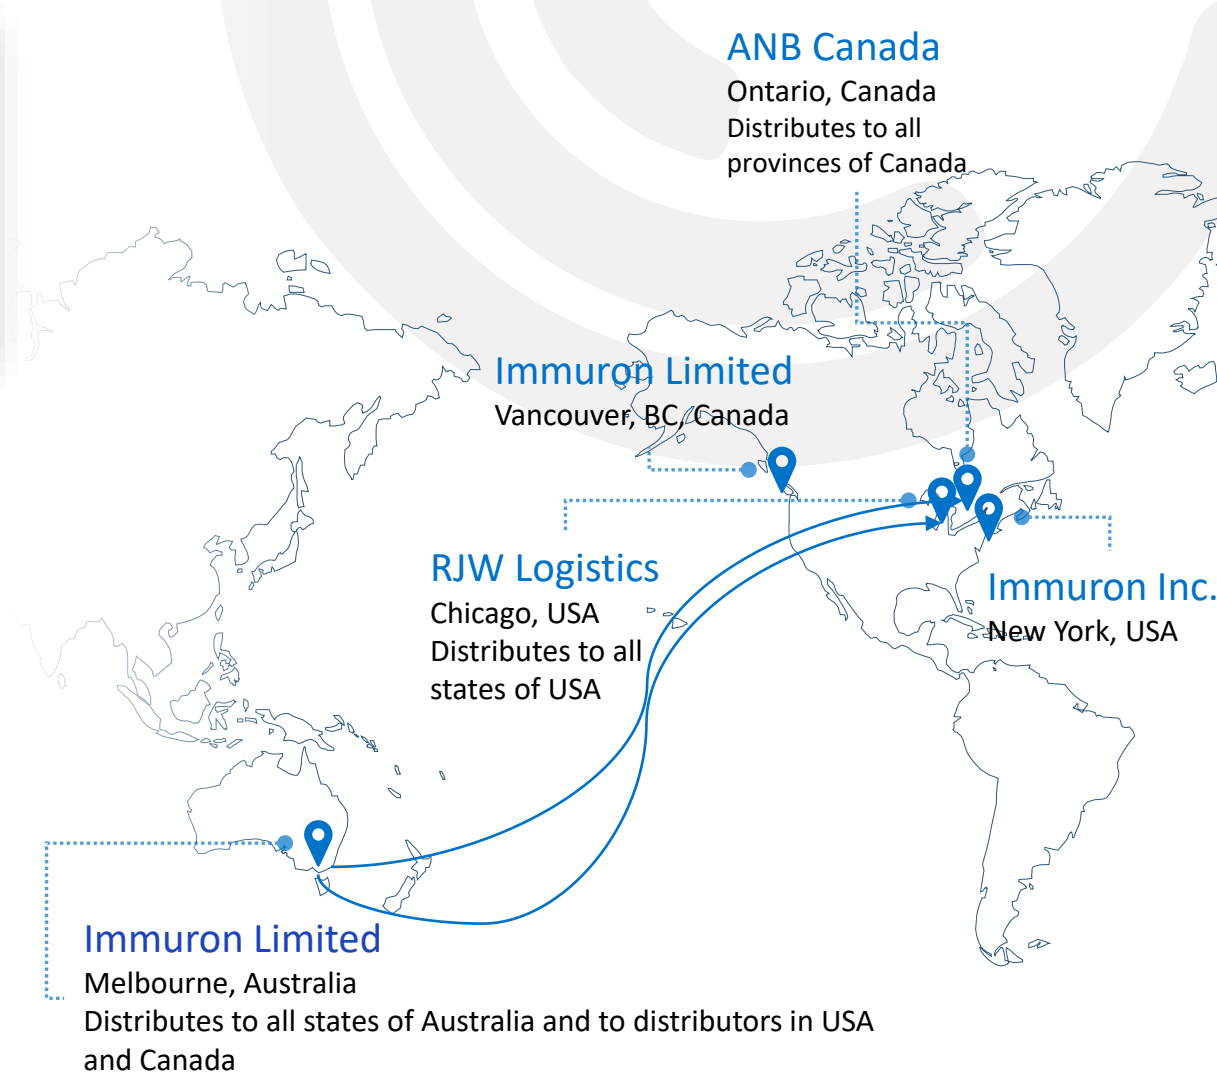 ANB Canada
Ontario, Canada
Distributes to all
provinces of Canada
Immuron Limited
Vancouver, BC, Canada
RJW Logistics
Chicago, USA
Distributes to all
states of USA
Immuron Inc.
New York, USA
Immuron Limited
Melbourne, Australia
Distributes to all states of Australia and to distributors in USA
and Canada